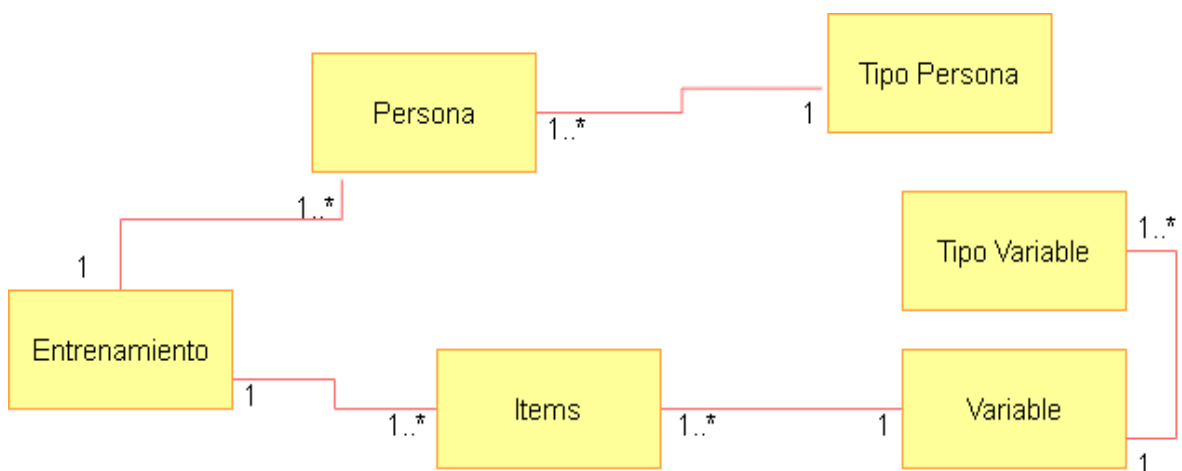 Tipo Persona
Persona
1..*
1
1..*
Tipo Variable
1..*
1
Entrenamiento
Items
Variable
1
1..*
1..*
1
1